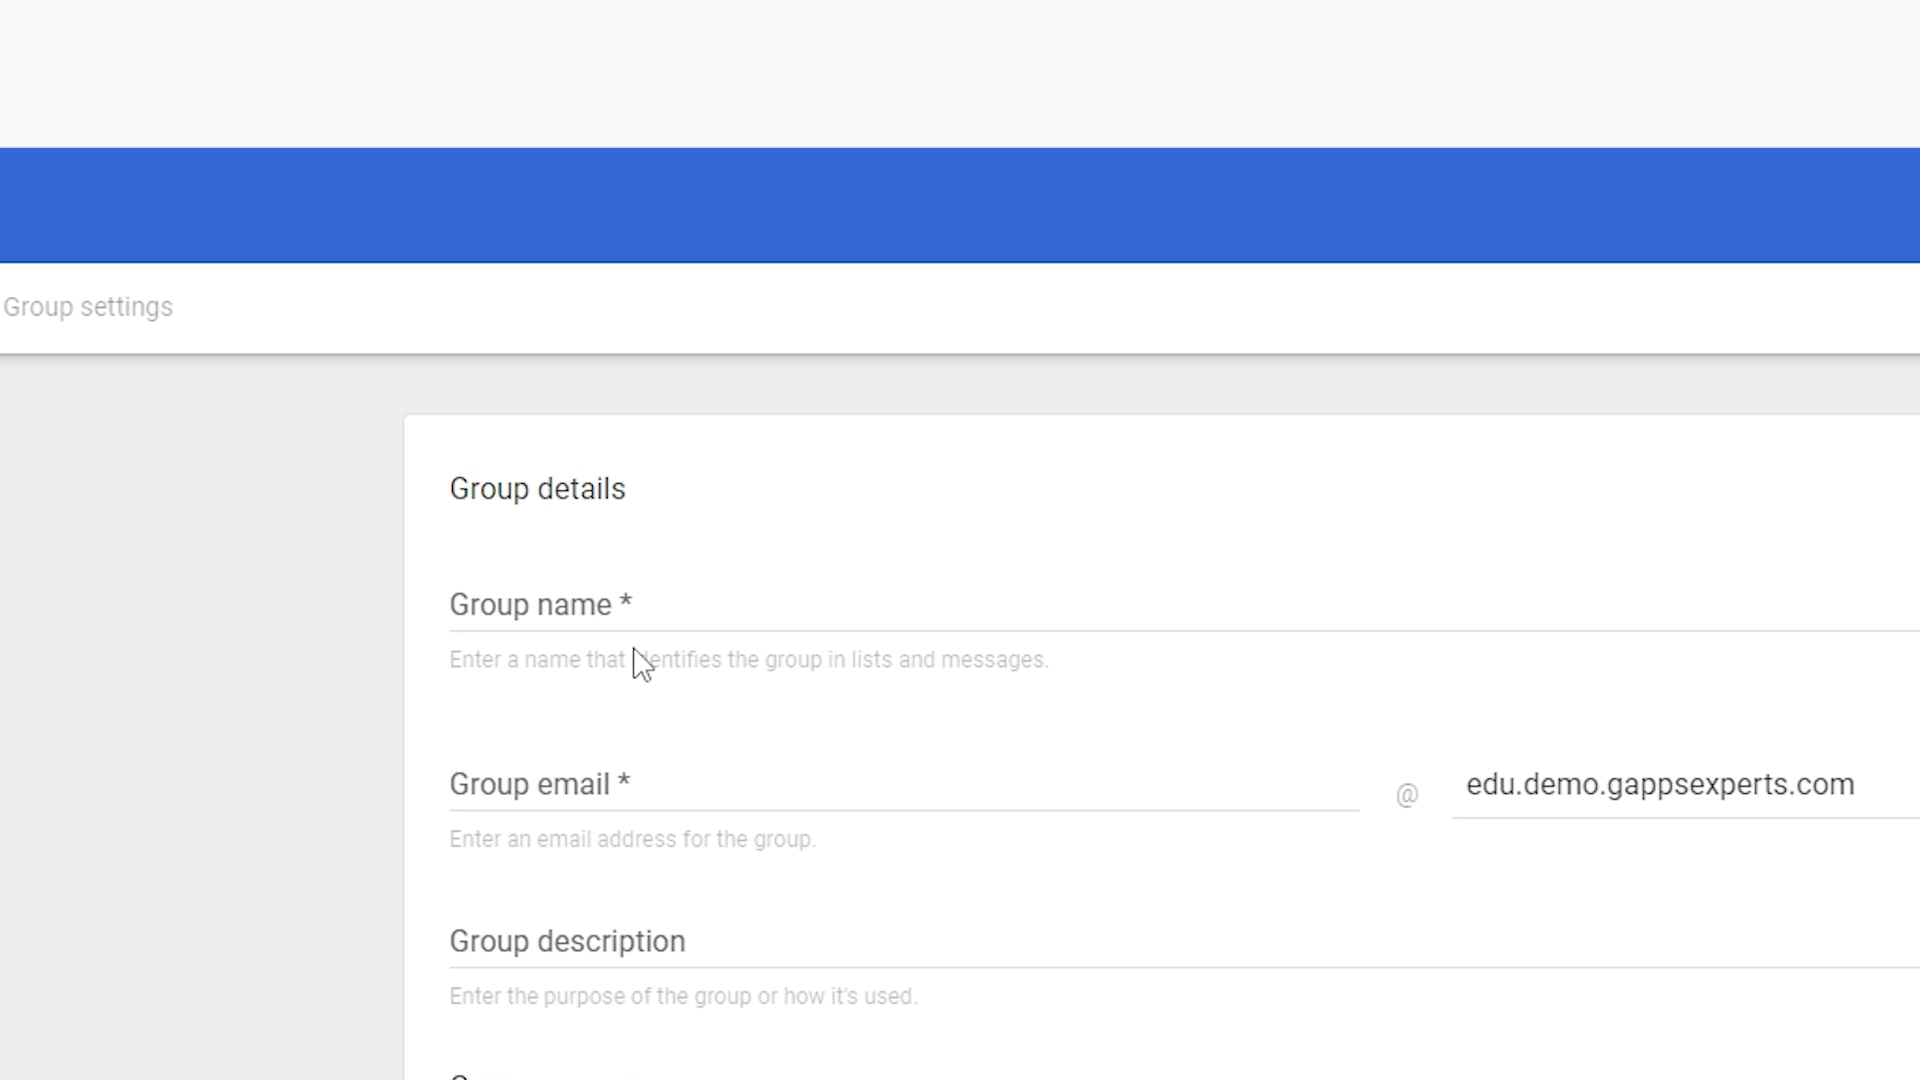 Group settings
Group details
Group name *
Enter a name that identifies the group in lists and messages.
Group email *
@
edu.demo.gappsexperts.com
Enter an email address for the group.
Group description
Enter the purpose of the group or how it's used.